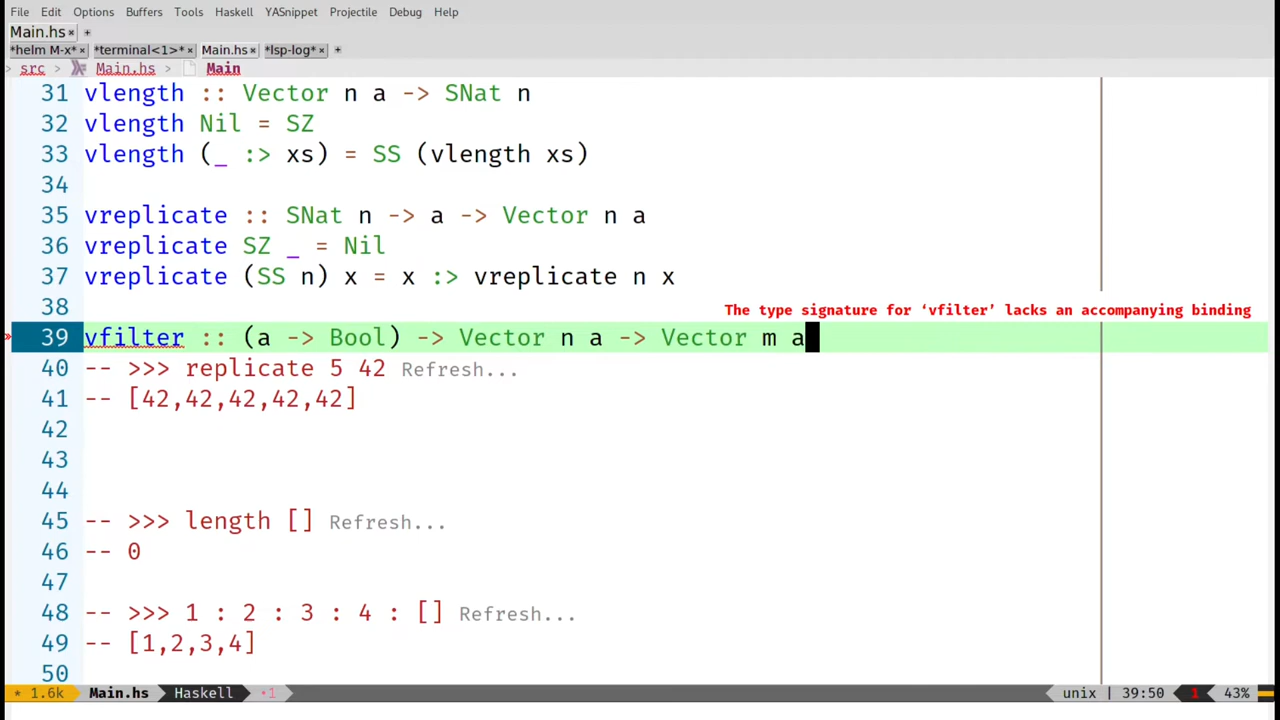 File Edit Options Buffers Tools Haskell YASnippet Projectile Debug Help
Main.hs × +
*helm M-x* × *terminal<1>* × Main.hs × *lsp-log* × +
> src > Main.hs > Main
31 vlength :: Vector n a -> SNat n
32 vlength Nil = SZ
33 vlength (_ :> xs) = SS (vlength xs)
34
35 vreplicate :: SNat n -> a -> Vector n a
36 vreplicate SZ _ = Nil
37 vreplicate (SS n) x = x :> vreplicate n x
38
The type signature for ‘vfilter’ lacks an accompanying binding
» 39 vfilter :: (a -> Bool) -> Vector n a -> Vector m a
40 -- >>> replicate 5 42 Refresh...
41 -- [42,42,42,42,42]
42
43
44
45 -- >>> length [] Refresh...
46 -- 0
47
48 -- >>> 1 : 2 : 3 : 4 : [] Refresh...
49 -- [1,2,3,4]
50
* 1.6k Main.hs Haskell •1 unix | 39:50 1 43%